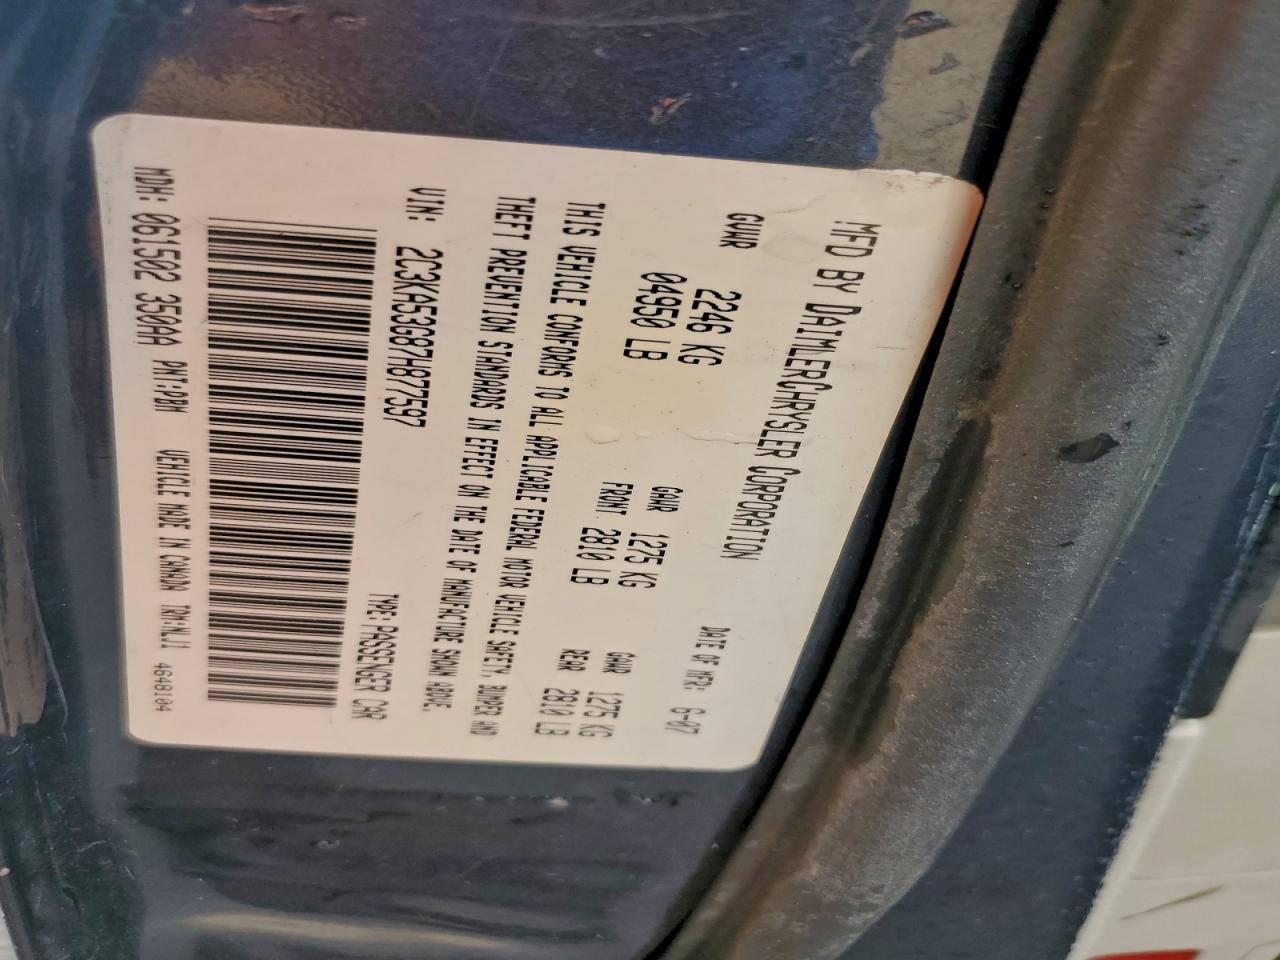 MFD BY DAIMLERCHRYSLER CORPORATION DATE OF MFR: 6-07
GVWR 2246 KG GAWR 1275 KG GAWR 1275 KG
04950 LB FRONT 2810 LB REAR 2810 LB
THIS VEHICLE CONFORMS TO ALL APPLICABLE FEDERAL MOTOR VEHICLE SAFETY, BUMPER AND
THEFT PREVENTION STANDARDS IN EFFECT ON THE DATE OF MANUFACTURE SHOWN ABOVE.
VIN: 2C3KA53G87H877597 TYPE: PASSENGER CAR
MDH: 061502 350AA PNT: PBM VEHICLE MADE IN CANADA TRM: NLJ1 4648104